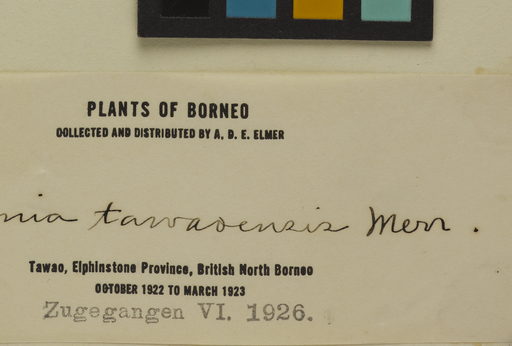 PLANTS OF BORNEO
COLLECTED AND DISTRIBUTED BY A. D. E. ELMER
nia tawaoensis Merr.
Tawao, Elphinstone Province, British North Borneo
OCTOBER 1922 TO MARCH 1923
Zugegangen VI. 1926.